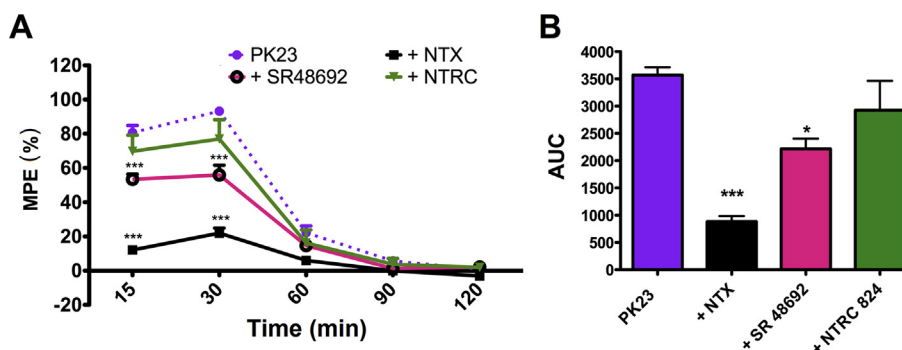 A
PK23
+ NTX
+ SR48692
+ NTRC
MPE (%)
120
100
80
60
40
20
0
-20
***
***
***
***
15
30
60
90
120
Time (min)
B
AUC
4000
3500
3000
2500
2000
1500
1000
500
0
***
*
PK23
+ NTX
+ SR 48692
+ NTRC 824